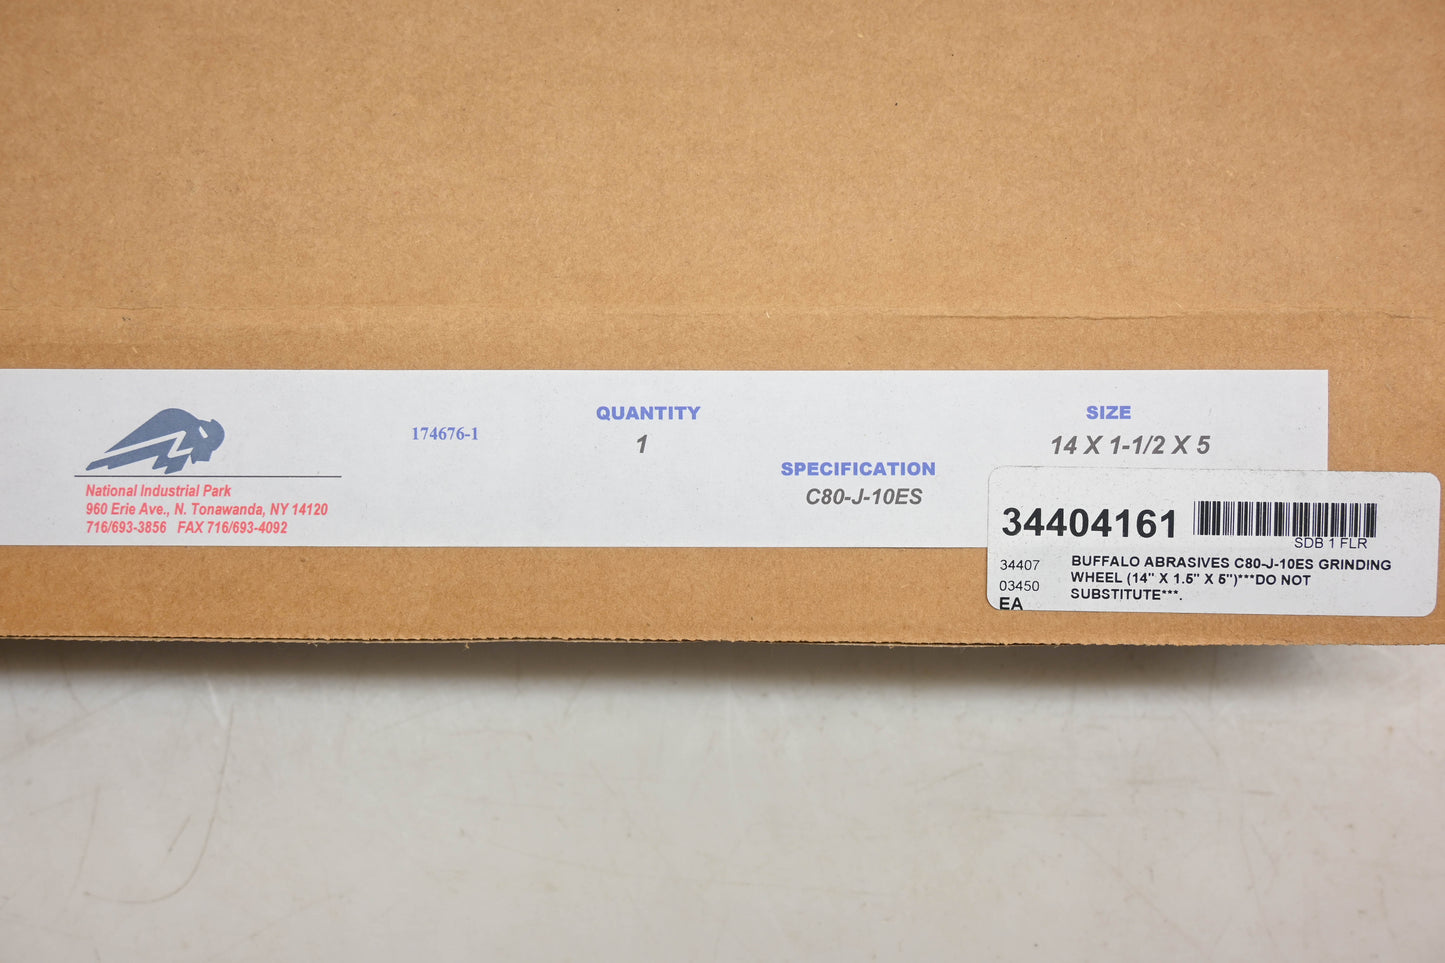 174676-1
QUANTITY
1
SPECIFICATION
C80-J-10ES
SIZE
14 X 1-1/2 X 5
National Industrial Park
960 Erie Ave., N. Tonawanda, NY 14120
716/693-3856 FAX 716/693-4092
34404161
SDB 1 FLR
34407
03450
EA
BUFFALO ABRASIVES C80-J-10ES GRINDING
WHEEL (14" X 1.5" X 5")***DO NOT
SUBSTITUTE***.